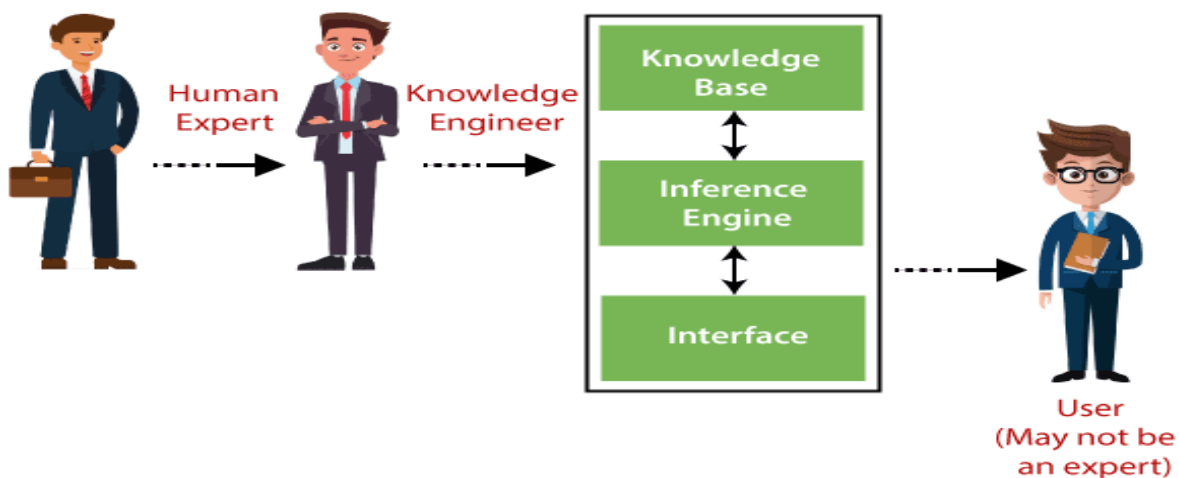 Human
Expert
Knowledge
Engineer
Knowledge
Base
Inference
Engine
Interface
User
(May not be
an expert)